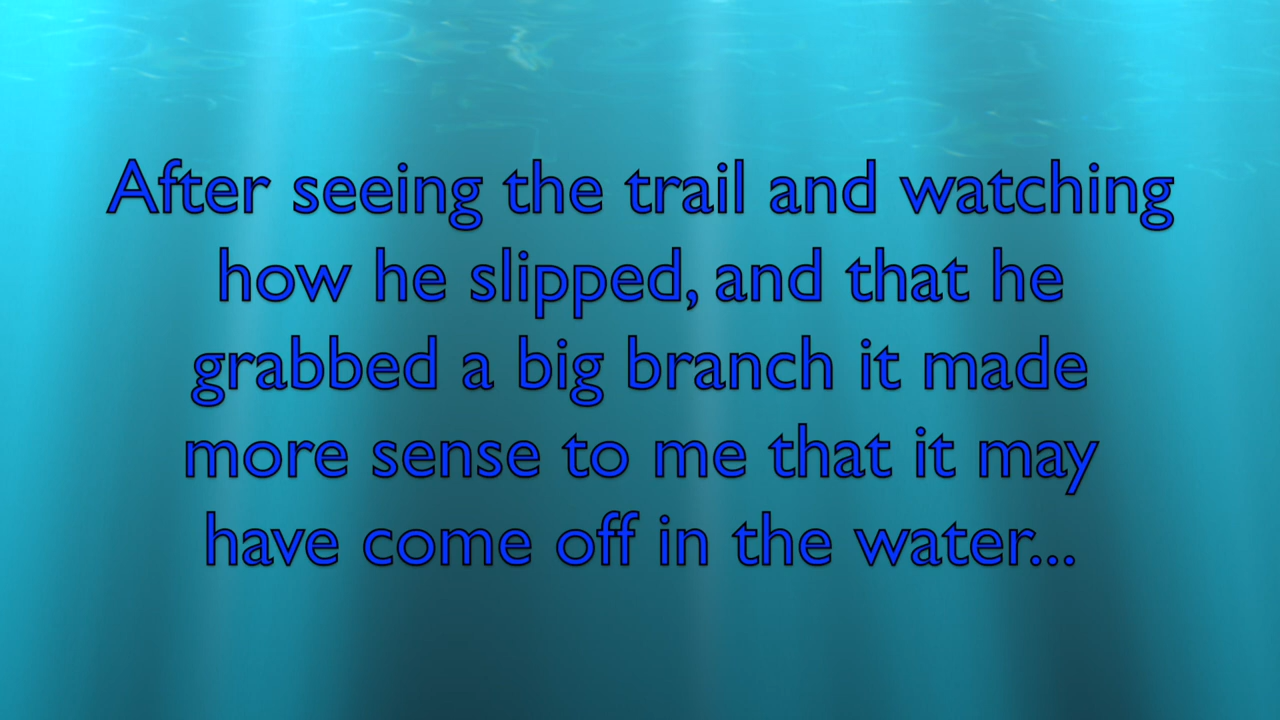 After seeing the trail and watching
how he slipped, and that he
grabbed a big branch it made
more sense to me that it may
have come off in the water...